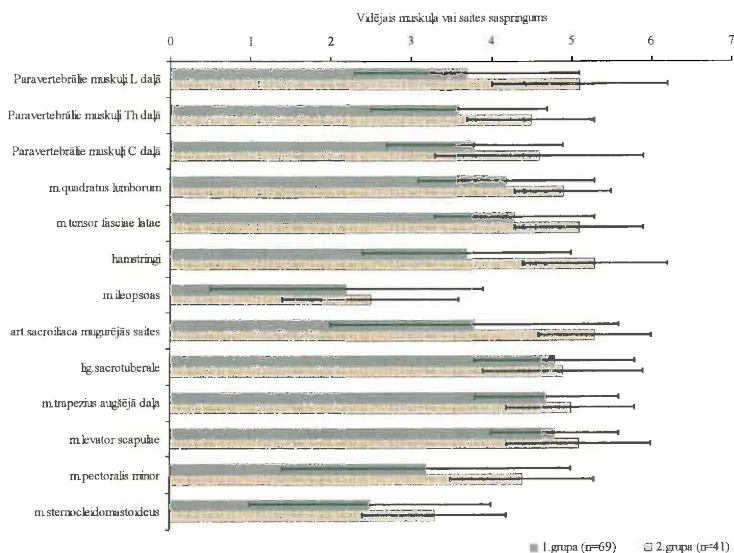 Vidējais muskuļa vai saites saspringums
0 1 2 3 4 5 6 7
Paravertebrālie muskuļi L daļā
Paravertebrālie muskuļi Th daļā
Paravertebrālie muskuļi C daļā
m.quadratus lumborum
m.tensor fasciae latae
hamstringi
m.ileopsoas
art.sacroiliaca mugurējās saites
lig.sacrotuberale
m.trapezius augšējā daļa
m.levator scapulae
m.pectoralis minor
m.sternocleidomastoideus
1.grupa (n=69) 2.grupa (n=41)